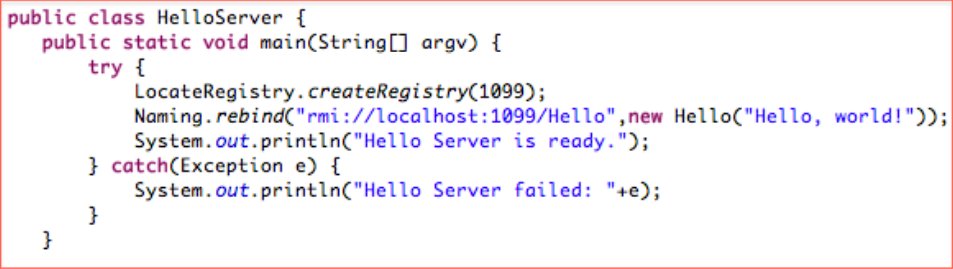 public class HelloServer {
   public static void main(String[] argv) {
      try {
         LocateRegistry.createRegistry(1099);
         Naming.rebind("rmi://localhost:1099/Hello",new Hello("Hello, world!"));
         System.out.println("Hello Server is ready.");
      } catch(Exception e) {
         System.out.println("Hello Server failed: "+e);
      }
   }